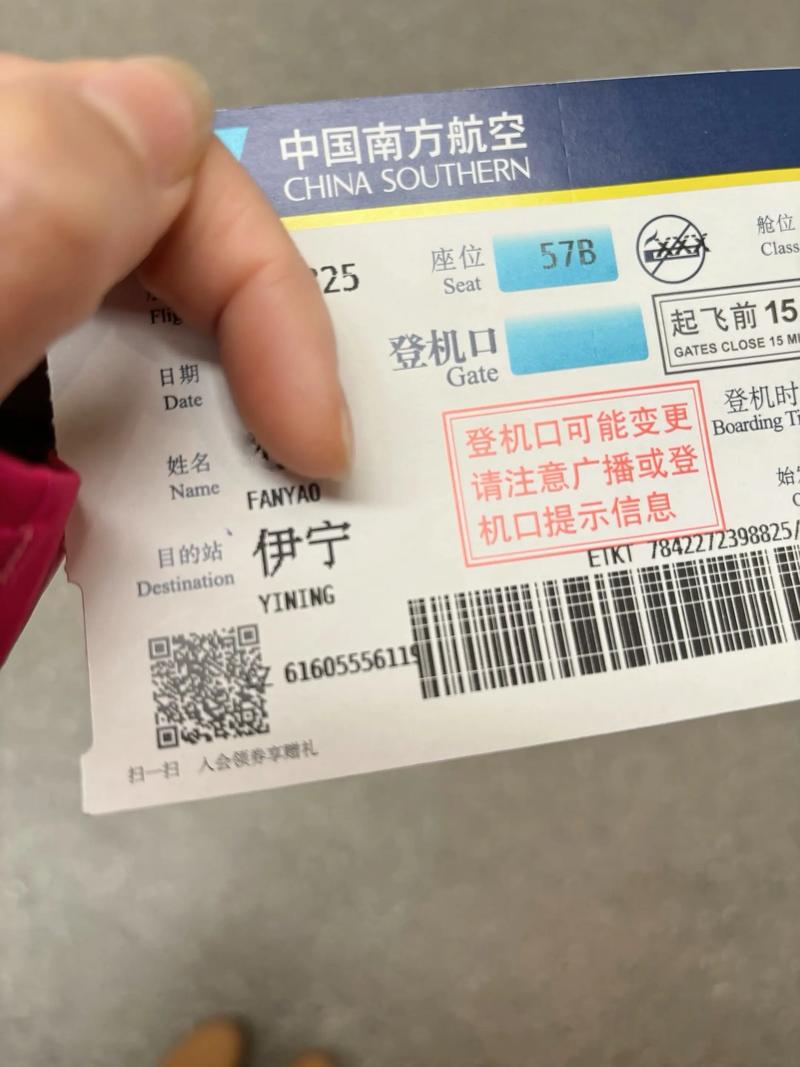 中国南方航空
CHINA SOUTHERN
325
座位 57B
Seat
舱位
Class
登机口
Gate
起飞前 15
GATES CLOSE 15
日期
Date
登机口可能变更
请注意广播或登
机口提示信息
登机时
Boarding
姓名
Name
FANYAO
目的站 伊宁
Destination
YINING
ETKT 7842272398825/
61605556119
扫一扫 入会领券享赠礼